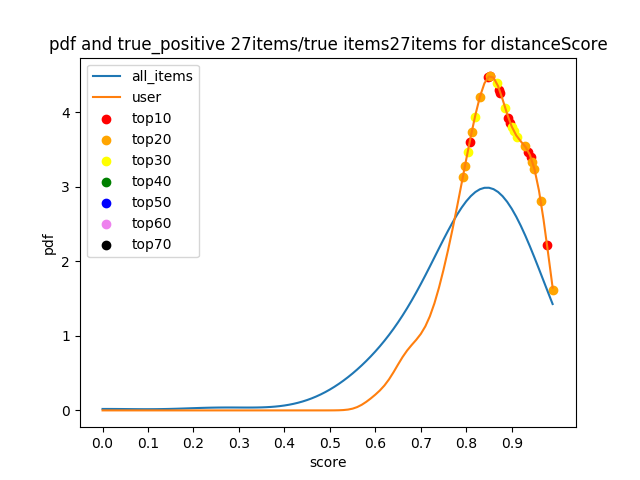 pdf and true_positive 27items/true items27items for distanceScore
all_items
user
top10
top20
top30
top40
top50
top60
top70
pdf
4
3
2
1
0
0.0 0.1 0.2 0.3 0.4 0.5 0.6 0.7 0.8 0.9
score